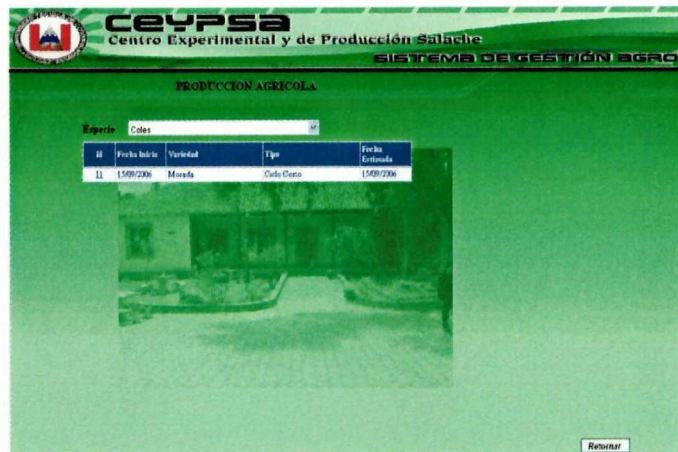 CEYPSA
Centro Experimental y de Producción Salache
SISTEMA DE GESTIÓN AGRO
PRODUCCION AGRICOLA
Especie Coles
Id Fecha Inicio Variedad Tipo Fecha Estimada
11 15/09/2006 Morada Ciclo Corto 15/09/2006
Retornar